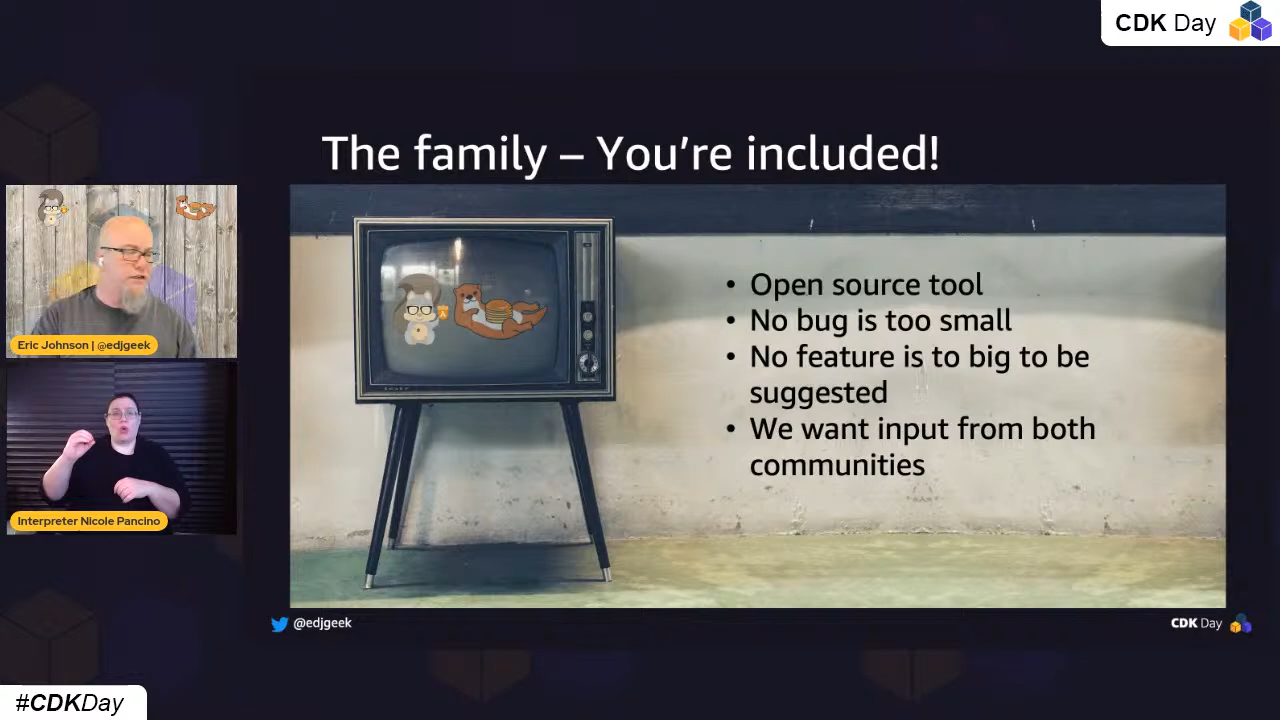 CDK Day
The family – You're included!
• Open source tool
• No bug is too small
• No feature is to big to be
suggested
• We want input from both
communities
Eric Johnson | @edjgeek
Interpreter Nicole Pancino
@edjgeek
CDK Day
#CDKDay